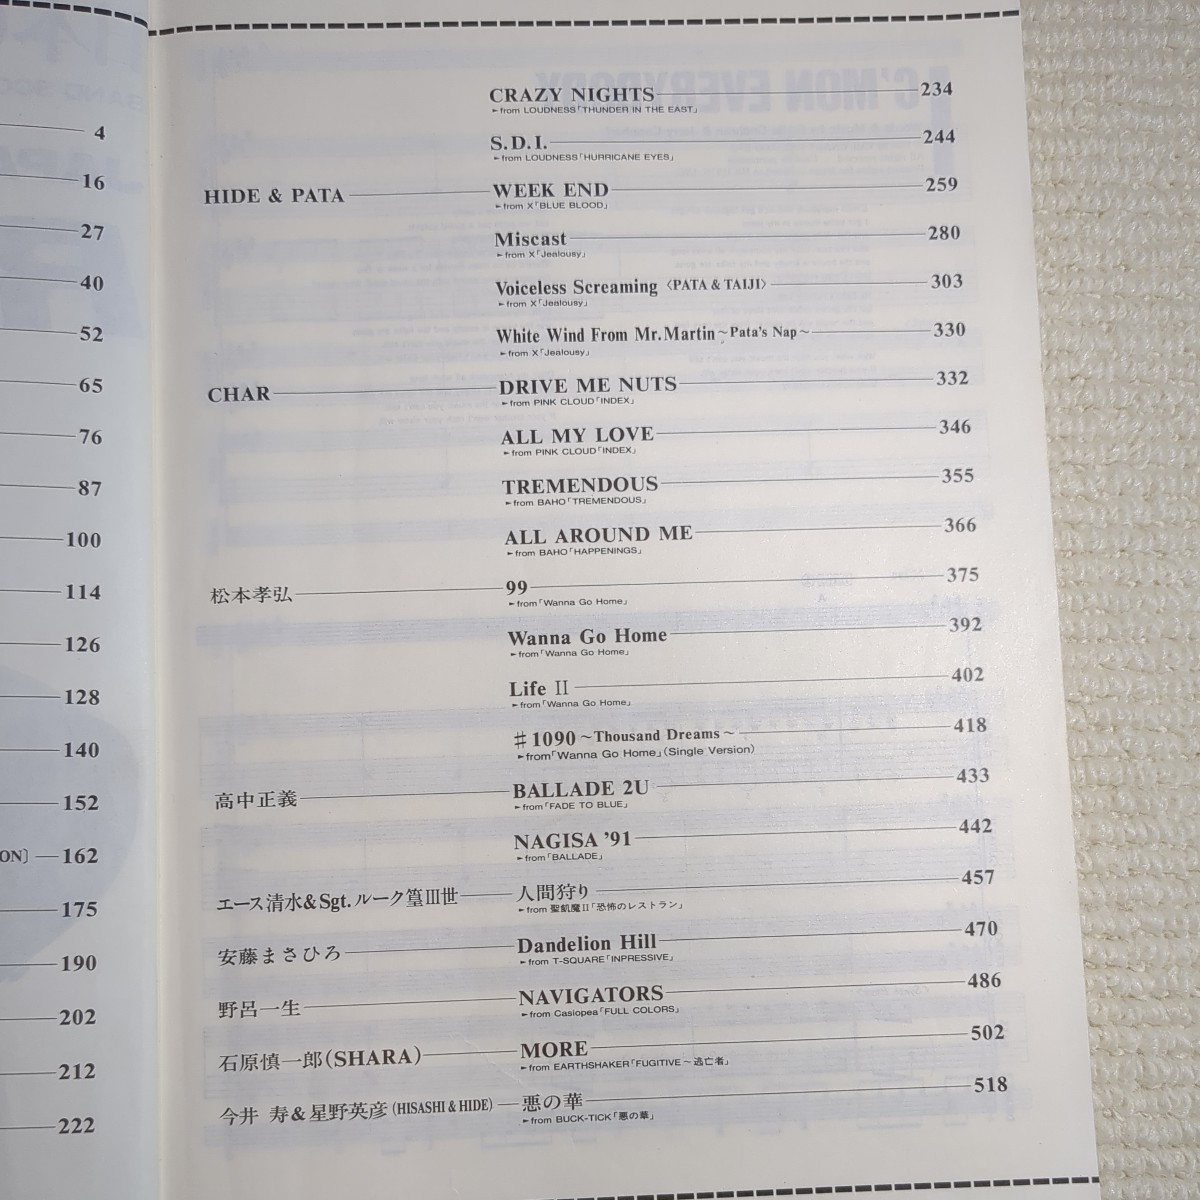 4
16
27
40
52
65
76
87
100
114
126
128
140
152
ON〕 162
175
190
202
212
222
CRAZY NIGHTS 234
►from LOUDNESS「THUNDER IN THE EAST」
S.D.I. 244
►from LOUDNESS「HURRICANE EYES」
HIDE & PATA WEEK END 259
►from X「BLUE BLOOD」
Miscast 280
►from X「Jealousy」
Voiceless Screaming 〈PATA & TAIJI〉 303
►from X「Jealousy」
White Wind From Mr. Martin ～Pata's Nap～ 330
►from X「Jealousy」
CHAR DRIVE ME NUTS 332
►from PINK CLOUD「INDEX」
ALL MY LOVE 346
►from PINK CLOUD「INDEX」
TREMENDOUS 355
►from BAHO「TREMENDOUS」
ALL AROUND ME 366
►from BAHO「HAPPENINGS」
松本孝弘 99 375
►from「Wanna Go Home」
Wanna Go Home 392
►from「Wanna Go Home」
Life II 402
►from「Wanna Go Home」
♯1090 ～Thousand Dreams～ 418
►from「Wanna Go Home」(Single Version)
高中正義 BALLADE 2U 433
►from「FADE TO BLUE」
NAGISA '91 442
►from「BALLADE」
エース清水&Sgt.ルーク篁III世 人間狩り 457
►from 聖飢魔II「恐怖のレストラン」
安藤まさひろ Dandelion Hill 470
►from T-SQUARE「INPRESSIVE」
野呂一生 NAVIGATORS 486
►from Casiopea「FULL COLORS」
石原慎一郎(SHARA) MORE 502
►from EARTHSHAKER「FUGITIVE～逃亡者」
今井 寿&星野英彦(HISASHI & HIDE) 悪の華 518
►from BUCK-TICK「悪の華」